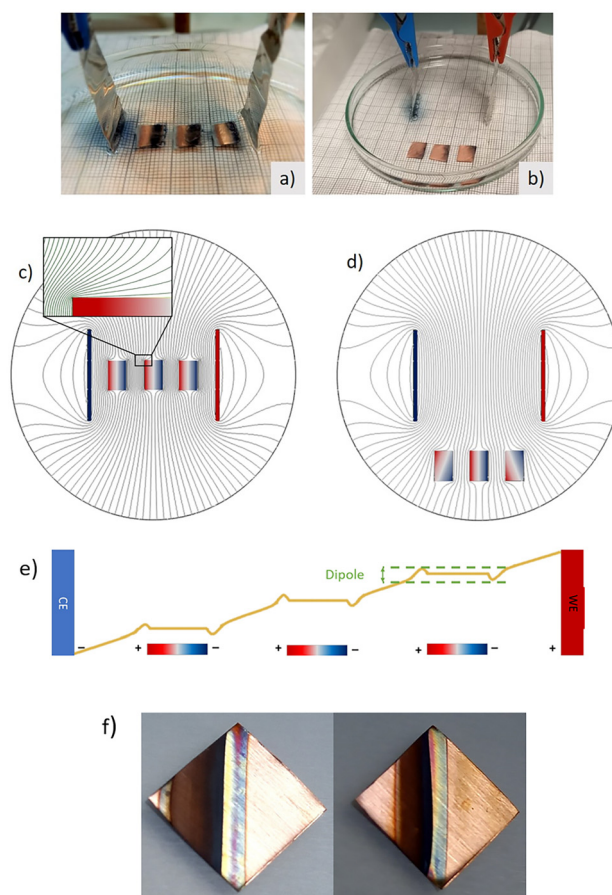 a)
b)
c)
d)
e)
Dipole
CE
WE
− + − + − + − +
f)